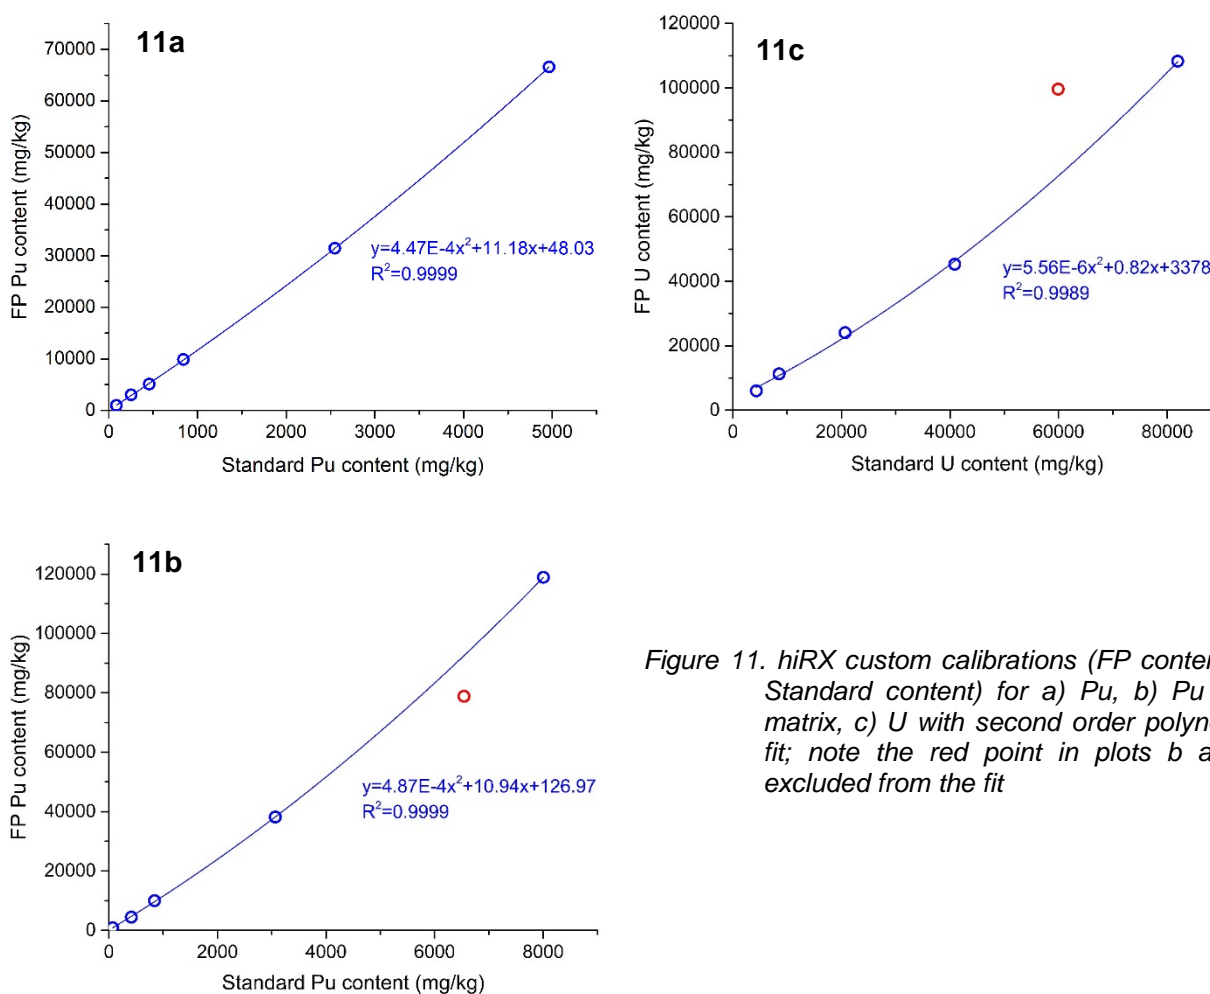 11a
70000
60000
50000
40000
30000
20000
10000
0
FP Pu content (mg/kg)
y=4.47E-4x²+11.18x+48.03
R²=0.9999
0 1000 2000 3000 4000 5000
Standard Pu content (mg/kg)
11c
120000
100000
80000
60000
40000
20000
0
FP U content (mg/kg)
y=5.56E-6x²+0.82x+3378
R²=0.9989
0 20000 40000 60000 80000
Standard U content (mg/kg)
11b
120000
100000
80000
60000
40000
20000
0
FP Pu content (mg/kg)
y=4.87E-4x²+10.94x+126.97
R²=0.9999
0 2000 4000 6000 8000
Standard Pu content (mg/kg)
Figure 11. hiRX custom calibrations (FP
Standard content) for a) Pu, b) Pu
matrix, c) U with second order
fit; note the red point in plots b
excluded from the fit